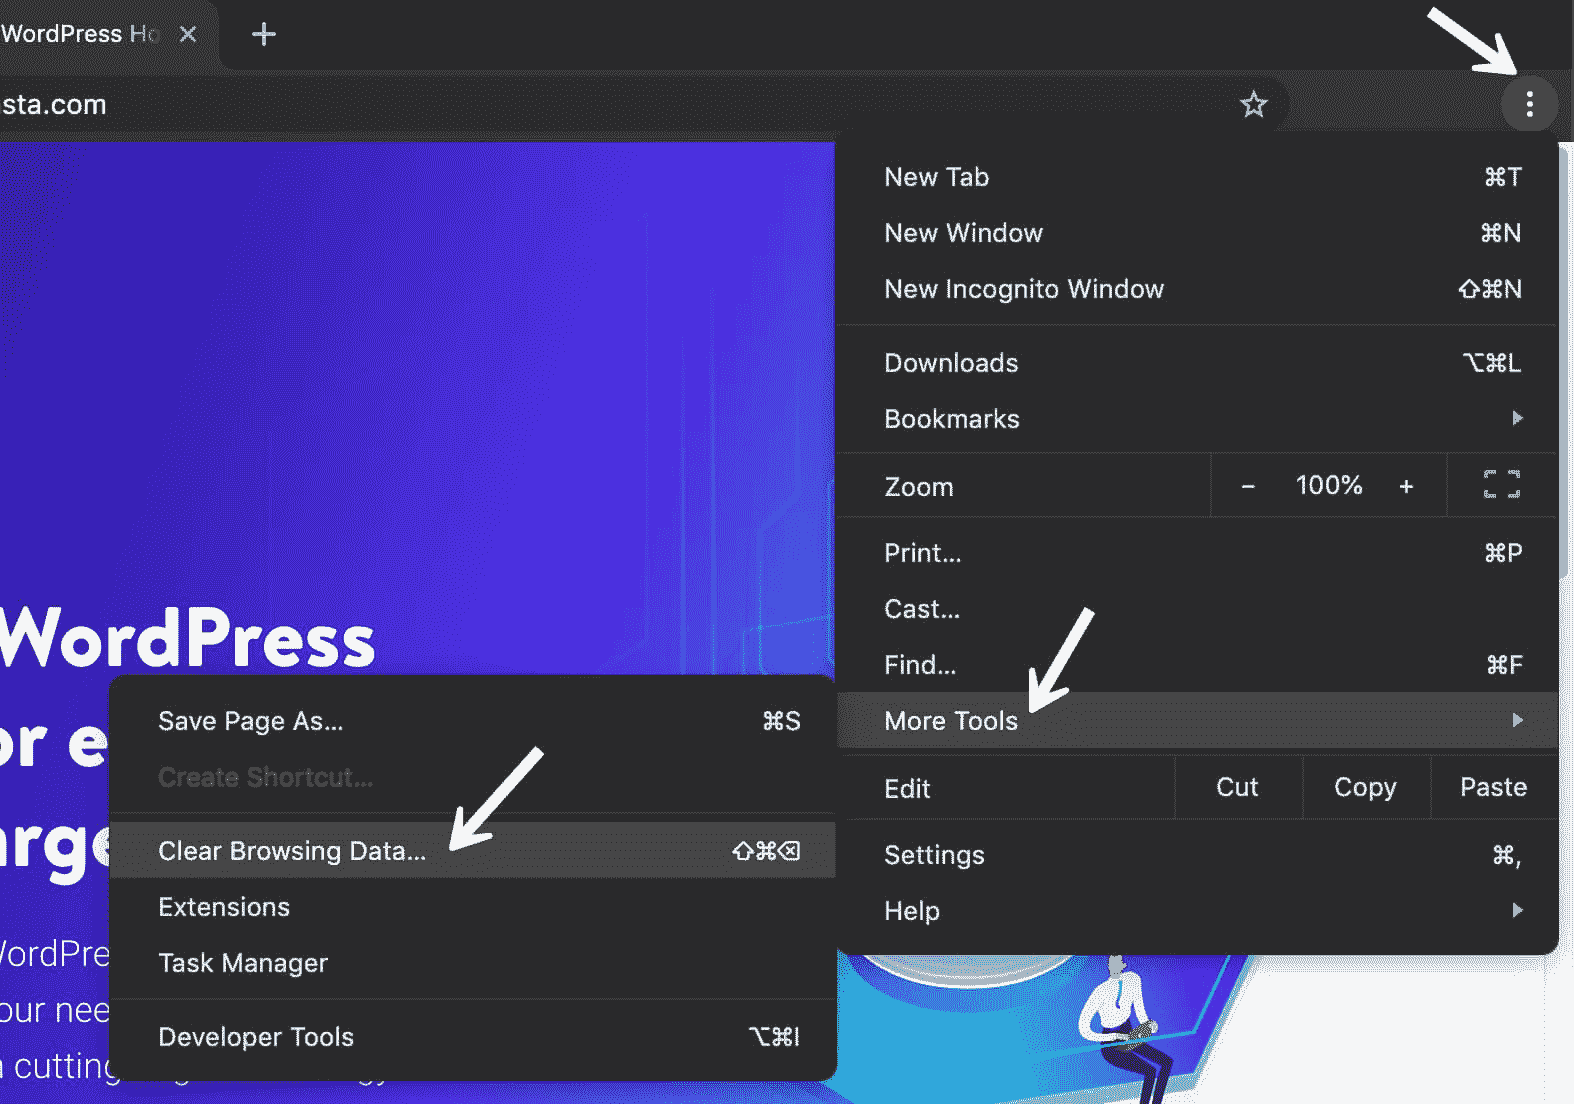 WordPress Ho
sta.com
New Tab ⌘T
New Window ⌘N
New Incognito Window ⇧⌘N
Downloads ⌥⌘L
Bookmarks
Zoom − 100% +
Print... ⌘P
Cast...
Find... ⌘F
More Tools
Edit Cut Copy Paste
Settings ⌘,
Help
WordPress
or e
arge
Save Page As... ⌘S
Create Shortcut...
Clear Browsing Data... ⇧⌘⌫
Extensions
Task Manager
Developer Tools ⌥⌘I
WordPre
our nee
cutting